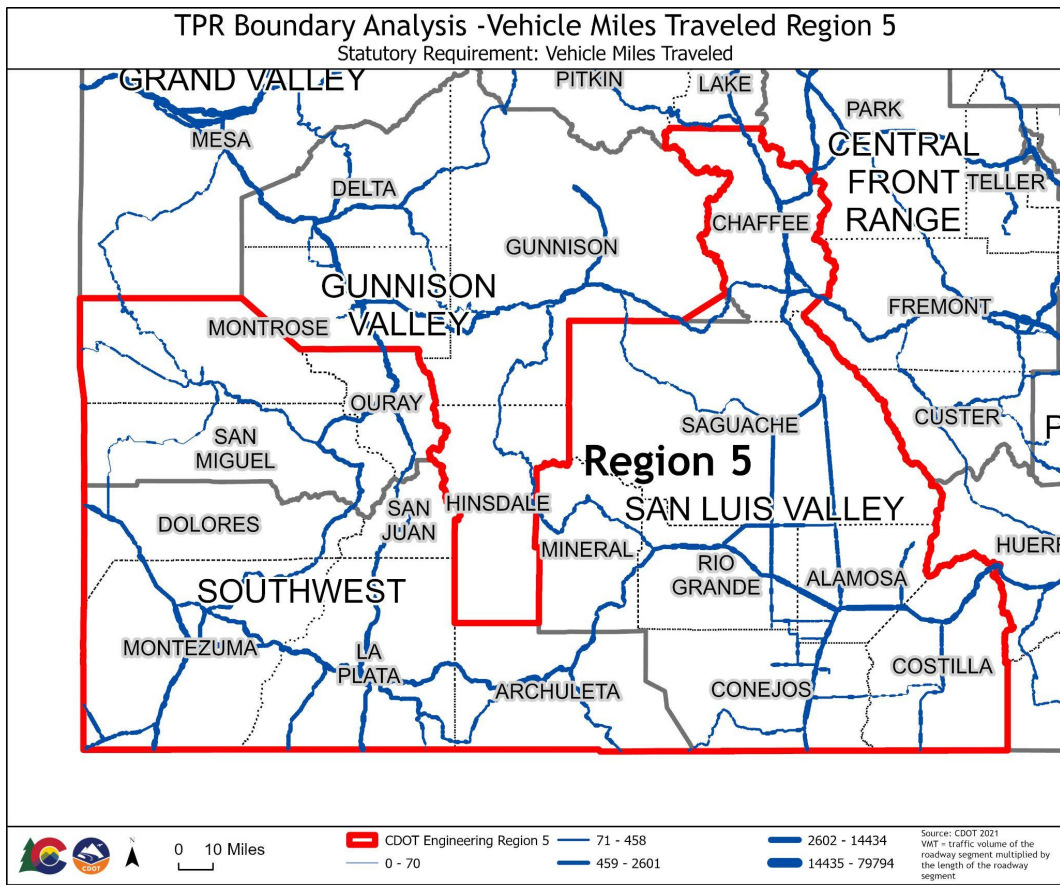 TPR Boundary Analysis -Vehicle Miles Traveled Region 5
Statutory Requirement: Vehicle Miles Traveled
GRAND VALLEY
PITKIN
LAKE
PARK
MESA
CENTRAL
FRONT
RANGE
TELLER
DELTA
CHAFFEE
GUNNISON
GUNNISON
VALLEY
FREMONT
MONTROSE
OURAY
CUSTER
P
SAGUACHE
SAN
MIGUEL
Region 5
HINSDALE
SAN LUIS VALLEY
DOLORES
SAN
JUAN
MINERAL
HUERF
RIO
GRANDE
ALAMOSA
SOUTHWEST
MONTEZUMA
LA
PLATA
COSTILLA
ARCHULETA
CONEJOS
C
CDOT
N
0 10 Miles
CDOT Engineering Region 5
0 - 70
71 - 458
459 - 2601
2602 - 14434
14435 - 79794
Source: CDOT 2021
VMT = traffic volume of the
roadway segment multiplied by
the length of the roadway
segment